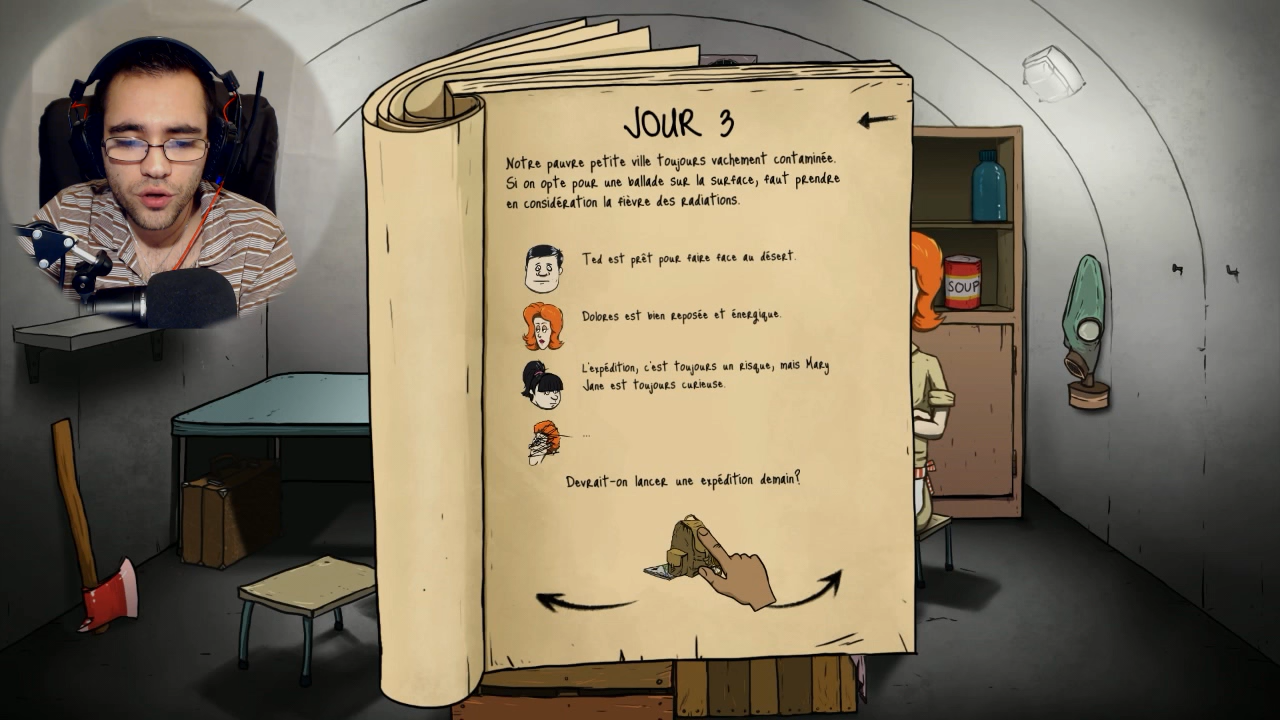 JOUR 3
Notre pauvre petite ville toujours vachement contaminée.
Si on opte pour une ballade sur la surface, faut prendre
en considération la fièvre des radiations.
Ted est prêt pour faire face au désert.
Dolores est bien reposée et énergique.
L'expédition, c'est toujours un risque, mais Mary
Jane est toujours curieuse.
...
Devrait-on lancer une expédition demain?
SOUP